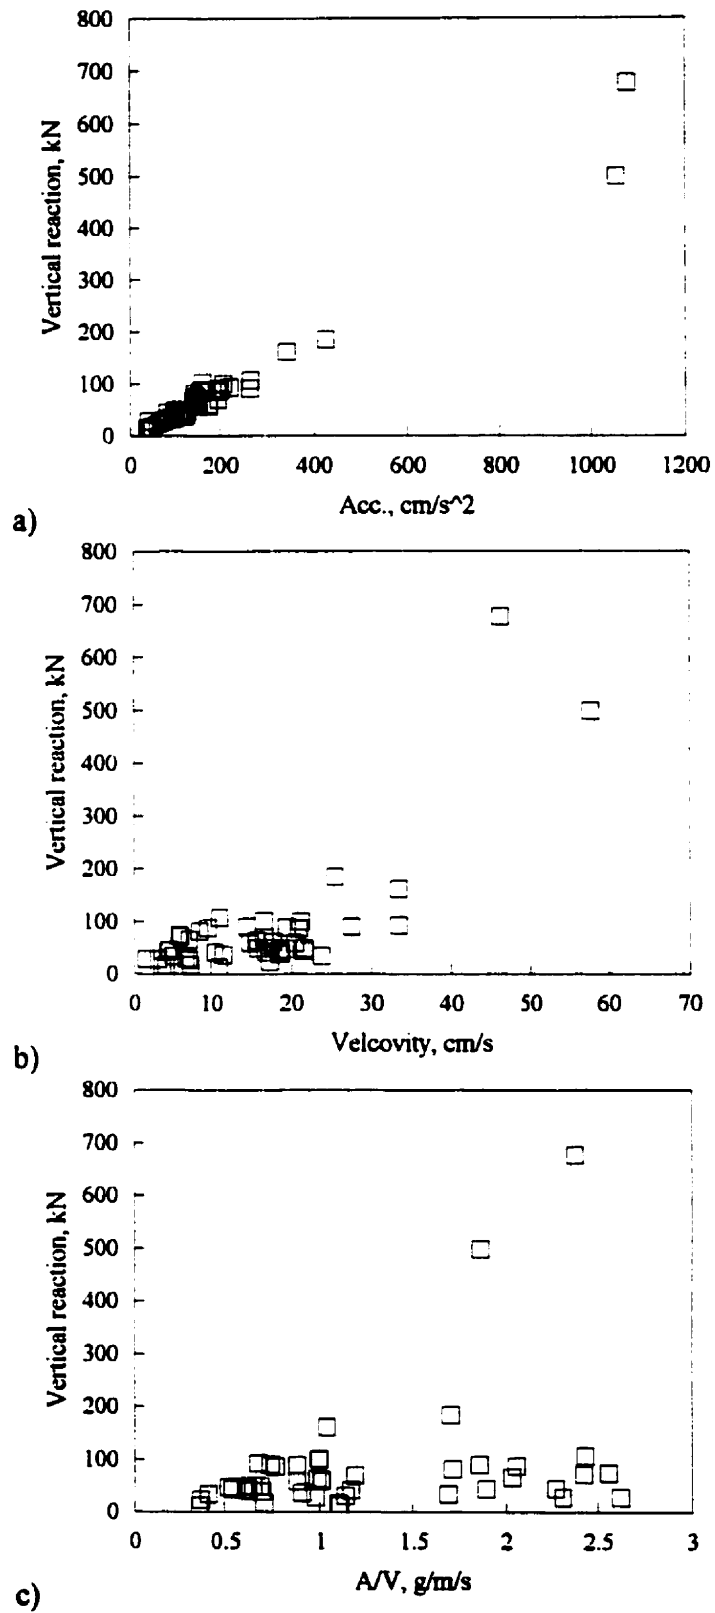 800
700
600
500
400
300
200
100
0
Vertical reaction, kN
0 200 400 600 800 1000 1200
Acc., cm/s^2
a)
800
700
600
500
400
300
200
100
0
Vertical reaction, kN
0 10 20 30 40 50 60 70
Velcovity, cm/s
b)
800
700
600
500
400
300
200
100
0
Vertical reaction, kN
0 0.5 1 1.5 2 2.5 3
A/V, g/m/s
c)